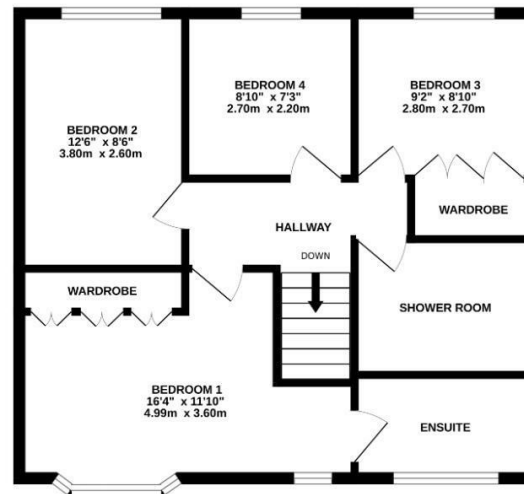 BEDROOM 2
12'6" x 8'6"
3.80m x 2.60m
BEDROOM 4
8'10" x 7'3"
2.70m x 2.20m
BEDROOM 3
9'2" x 8'10"
2.80m x 2.70m
WARDROBE
HALLWAY
DOWN
WARDROBE
SHOWER ROOM
BEDROOM 1
16'4" x 11'10"
4.99m x 3.60m
ENSUITE